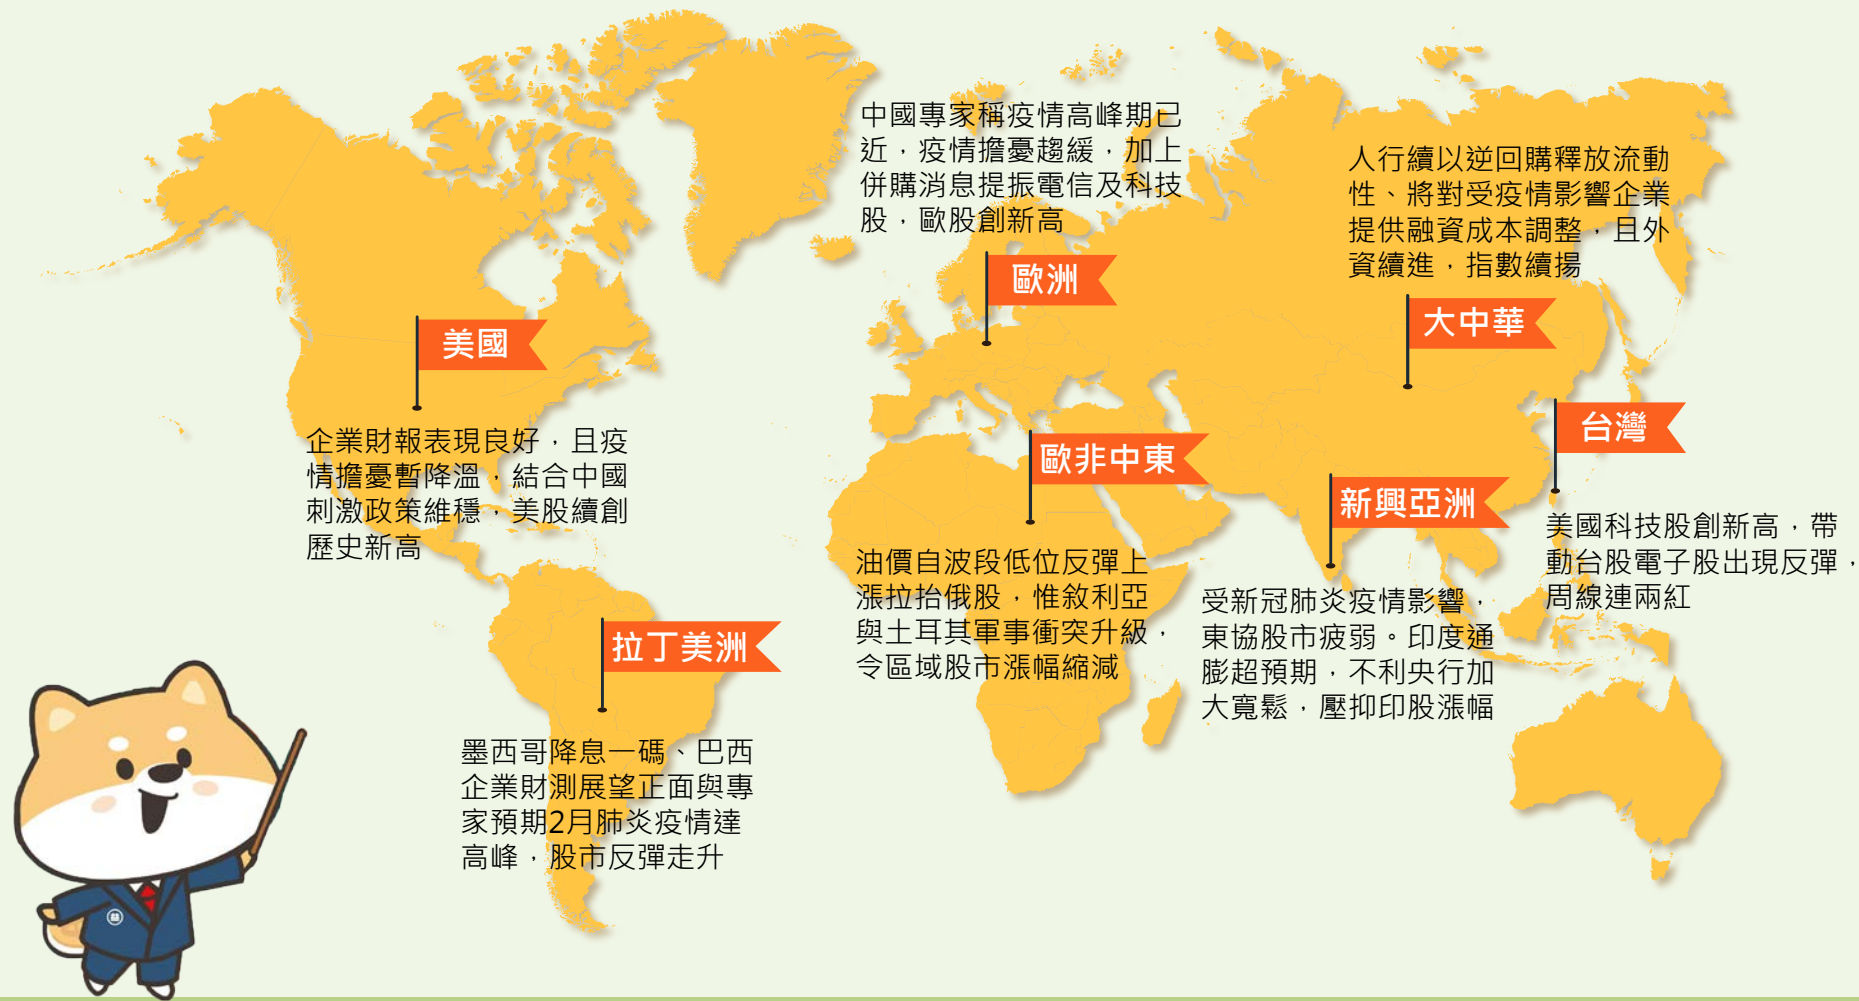 中國專家稱疫情高峰期已
近，疫情擔憂趨緩，加上
併購消息提振電信及科技
股，歐股創新高
歐洲
人行續以逆回購釋放流動
性、將對受疫情影響企業
提供融資成本調整，且外
資續進，指數續揚
大中華
美國
企業財報表現良好，且疫
情擔憂暫降溫，結合中國
刺激政策維穩，美股續創
歷史新高
歐非中東
油價自波段低位反彈上
漲拉抬俄股，惟敘利亞
與土耳其軍事衝突升級，
令區域股市漲幅縮減
新興亞洲
受新冠肺炎疫情影響，
東協股市疲弱。印度通
膨超預期，不利央行加
大寬鬆，壓抑印股漲幅
台灣
美國科技股創新高，帶
動台股電子股出現反彈，
周線連兩紅
拉丁美洲
墨西哥降息一碼、巴西
企業財測展望正面與專
家預期2月肺炎疫情達
高峰，股市反彈走升